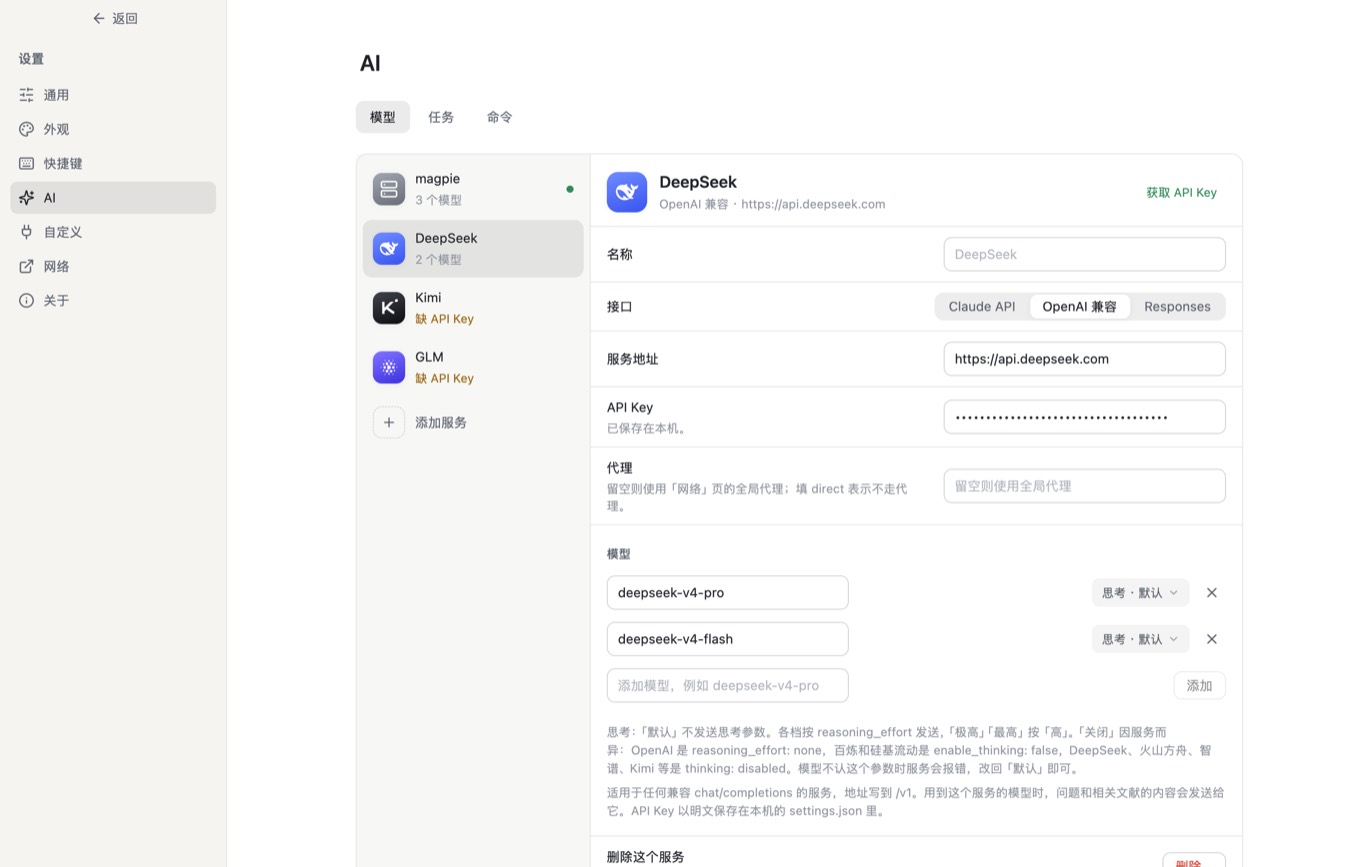 返回
设置
通用
外观
快捷键
AI
自定义
网络
关于
AI
模型
任务
命令
magpie
3 个模型
DeepSeek
2 个模型
Kimi
缺 API Key
GLM
缺 API Key
添加服务
DeepSeek
OpenAI 兼容 · https://api.deepseek.com
获取 API Key
名称
DeepSeek
接口
Claude API
OpenAI 兼容
Responses
服务地址
https://api.deepseek.com
API Key
已保存在本机。
•••••••••••••••••••••••••••••••••••
代理
留空则使用「网络」页的全局代理；填 direct 表示不走代
理。
留空则使用全局代理
模型
deepseek-v4-pro
思考 · 默认
deepseek-v4-flash
思考 · 默认
添加模型，例如 deepseek-v4-pro
添加
思考：「默认」不发送思考参数。各档按 reasoning_effort 发送，「极高」「最高」按「高」。「关闭」因服务而
异：OpenAI 是 reasoning_effort: none，百炼和硅基流动是 enable_thinking: false，DeepSeek、火山方舟、智
谱、Kimi 等是 thinking: disabled。模型不认这个参数时服务会报错，改回「默认」即可。
适用于任何兼容 chat/completions 的服务，地址写到 /v1。用到这个服务的模型时，问题和相关文献的内容会发送给
它。API Key 以明文保存在本机的 settings.json 里。
删除这个服务
删除